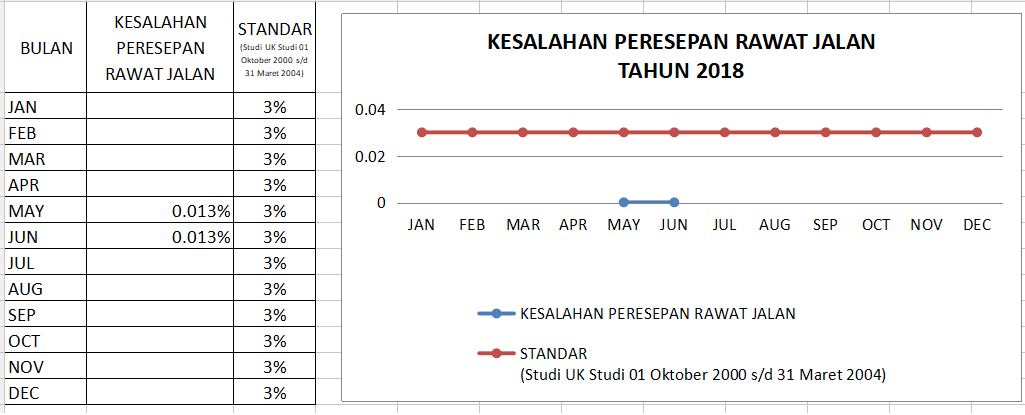 BULAN
KESALAHAN
PERESEPAN
RAWAT JALAN
STANDAR
(Studi UK Studi 01
Oktober 2000 s/d
31 Maret 2004)
JAN 3%
FEB 3%
MAR 3%
APR 3%
MAY 0.013% 3%
JUN 0.013% 3%
JUL 3%
AUG 3%
SEP 3%
OCT 3%
NOV 3%
DEC 3%
KESALAHAN PERESEPAN RAWAT JALAN
TAHUN 2018
0.04
0.02
0
JAN FEB MAR APR MAY JUN JUL AUG SEP OCT NOV DEC
KESALAHAN PERESEPAN RAWAT JALAN
STANDAR
(Studi UK Studi 01 Oktober 2000 s/d 31 Maret 2004)